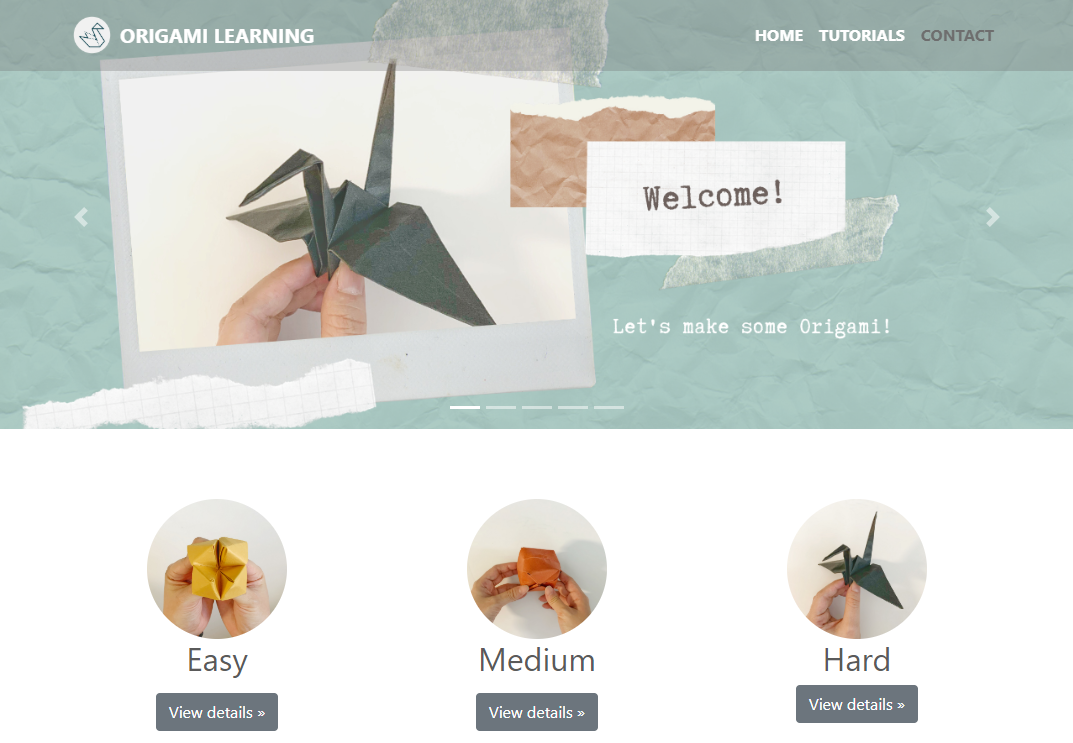 ORIGAMI LEARNING
HOME TUTORIALS CONTACT
Welcome!
Let's make some Origami!
Easy
Medium
Hard
View details »
View details »
View details »